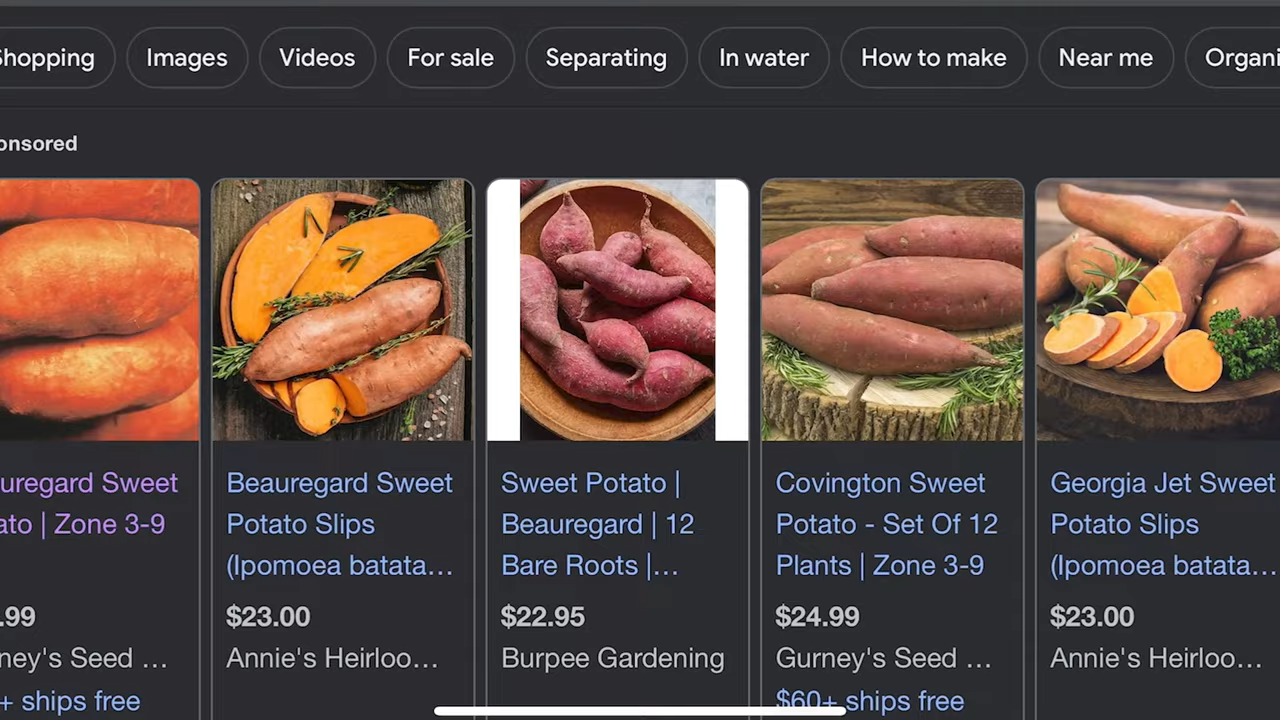 Shopping
Images
Videos
For sale
Separating
In water
How to make
Near me
Organi
onsored
uregard Sweet
ato | Zone 3-9
.99
ney's Seed ...
+ ships free
Beauregard Sweet
Potato Slips
(Ipomoea batata...
$23.00
Annie's Heirloo...
Sweet Potato |
Beauregard | 12
Bare Roots |...
$22.95
Burpee Gardening
Covington Sweet
Potato - Set Of 12
Plants | Zone 3-9
$24.99
Gurney's Seed ...
$60+ ships free
Georgia Jet Sweet
Potato Slips
(Ipomoea batata...
$23.00
Annie's Heirloo...